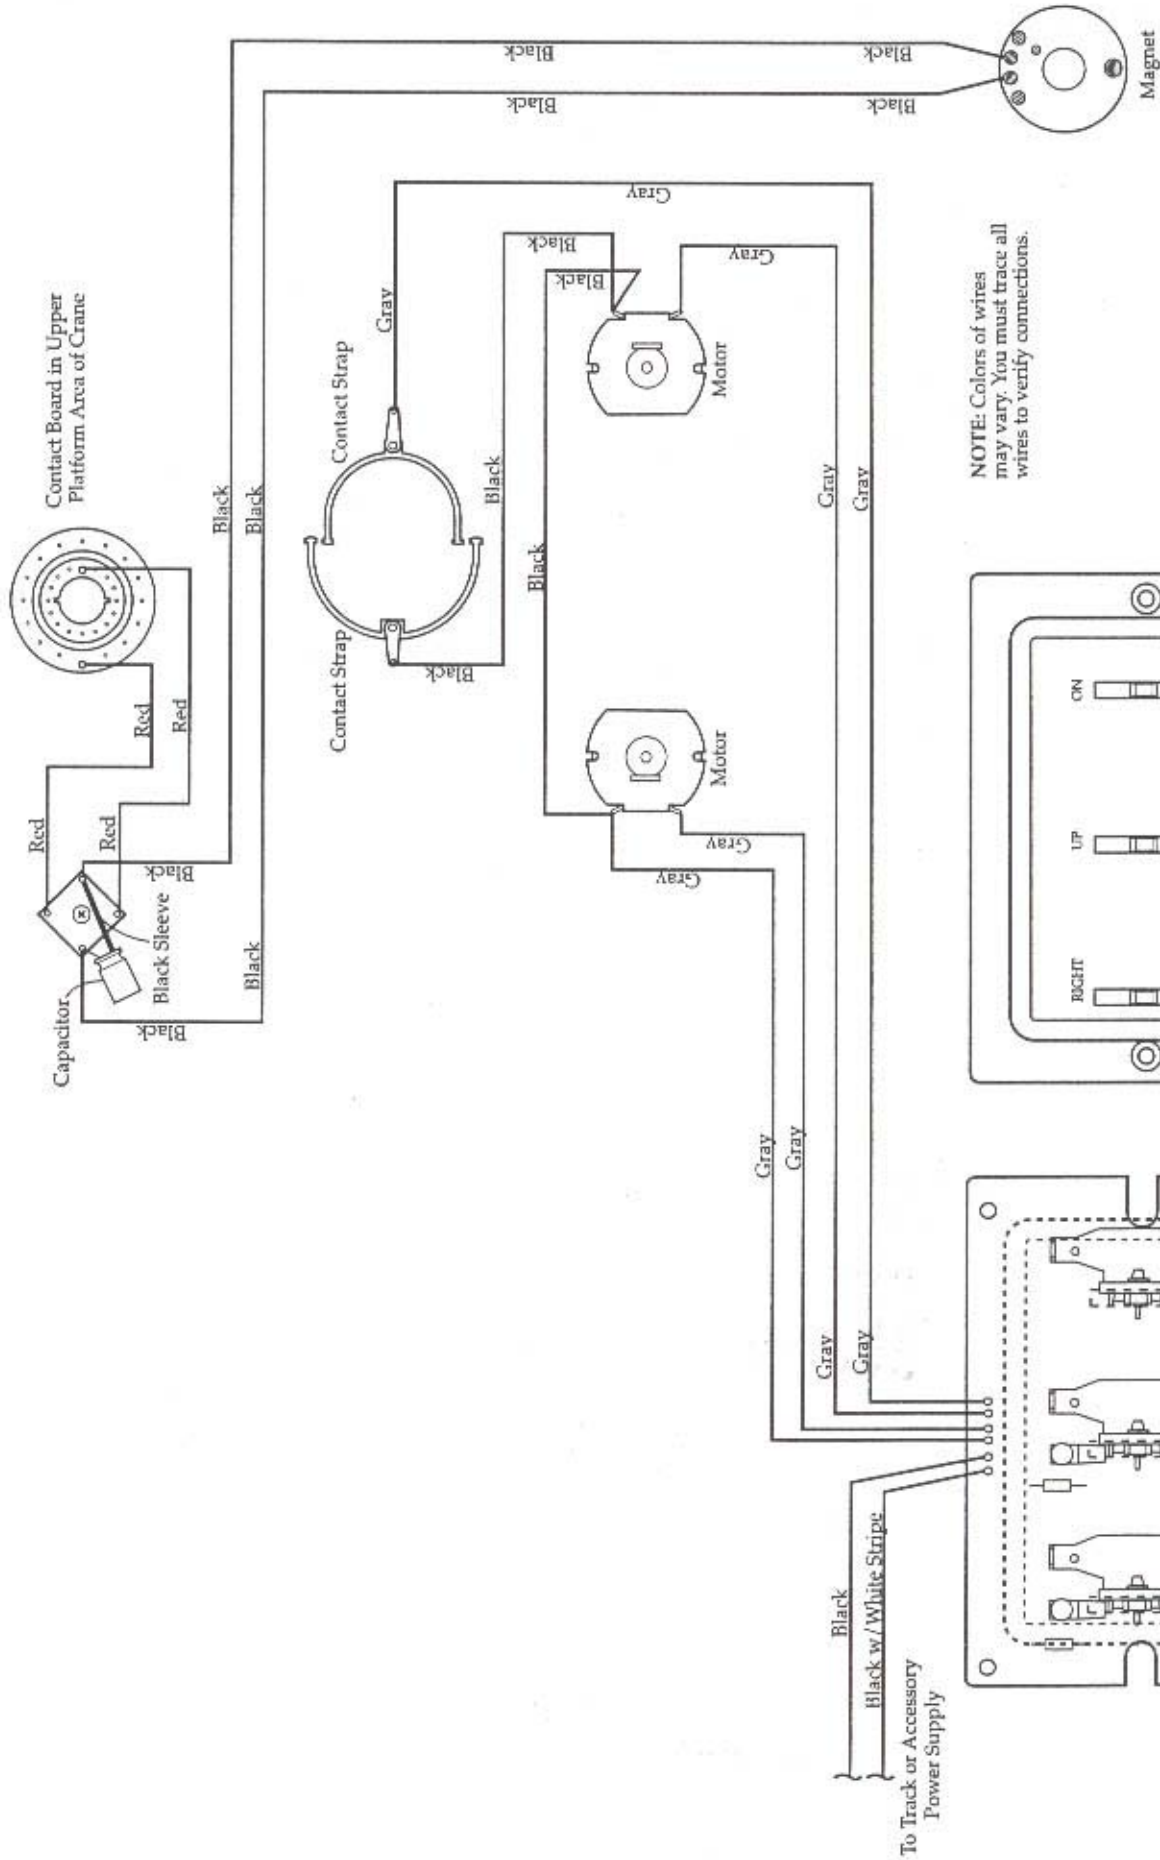 Black
Black
Black
Black
Magnet
Gray
Black
Black
Gray
Gray
Contact Board in Upper
Platform Area of Crane
Contact Strap
Motor
NOTE: Colors of wires
may vary. You must trace all
wires to verify connections.
Black
Black
Black
Gray
Gray
Black
Red
Red
Contact Strap
Black
Motor
ON
Red
Red
Black
Gray
Gray
UP
Black Sleeve
Black
RIGHT
Capacitor
Black
Gray
Gray
Gray
Gray
Black
Black w/White Stripe
To Track or Accessory
Power Supply